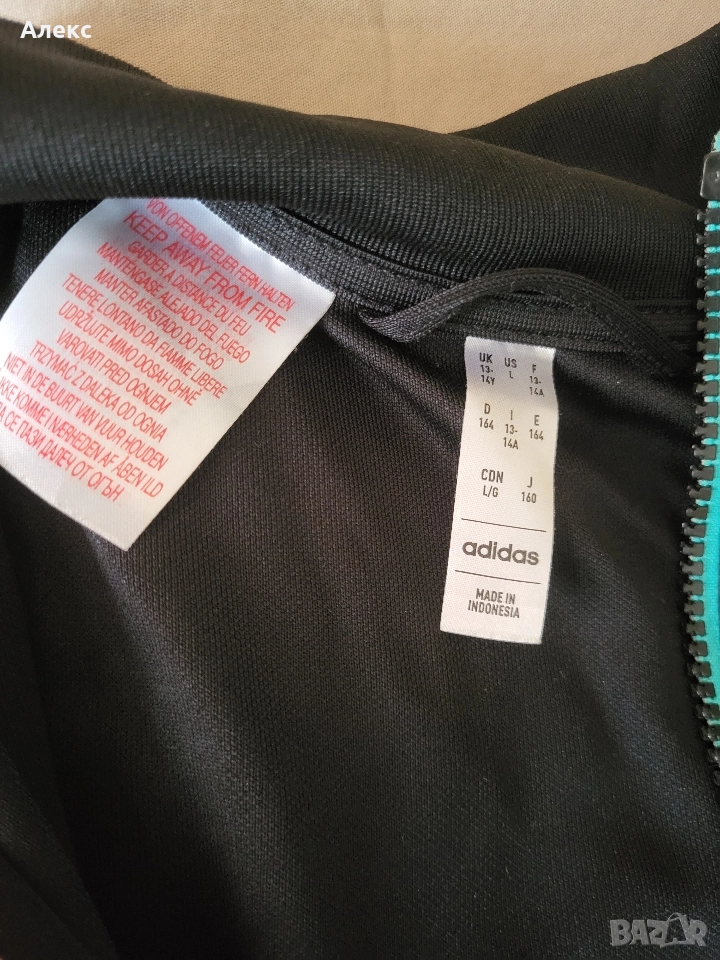 Алекс
VON OFFENEM FEUER FERN HALTEN
KEEP AWAY FROM FIRE
MANTENGASE ALEJADO DEL FUEGO
GARDER A DISTANCE DU FEU
MANTER AFASTADO DO FOGO
TENERE LONTANO DA FIAMME LIBERE
UDRŽUJTE MIMO DOSAH OHNĚ
VAROVATI PRED OGNJEM
TRZYMAĆ Z DALEKA OD OGNIA
NIET IN DE BUURT VAN VUUR HOUDEN
KOMME I NÆRHEDEN AF ÅBEN ILD
СЕ ПАЗИ ДАЛЕЧ ОТ ОГЪН
UK US F
13- L 13-
14Y 14A
D I E
164 13- 164
14A
CDN J
L/G 160
adidas
MADE IN
INDONESIA
BAZAR